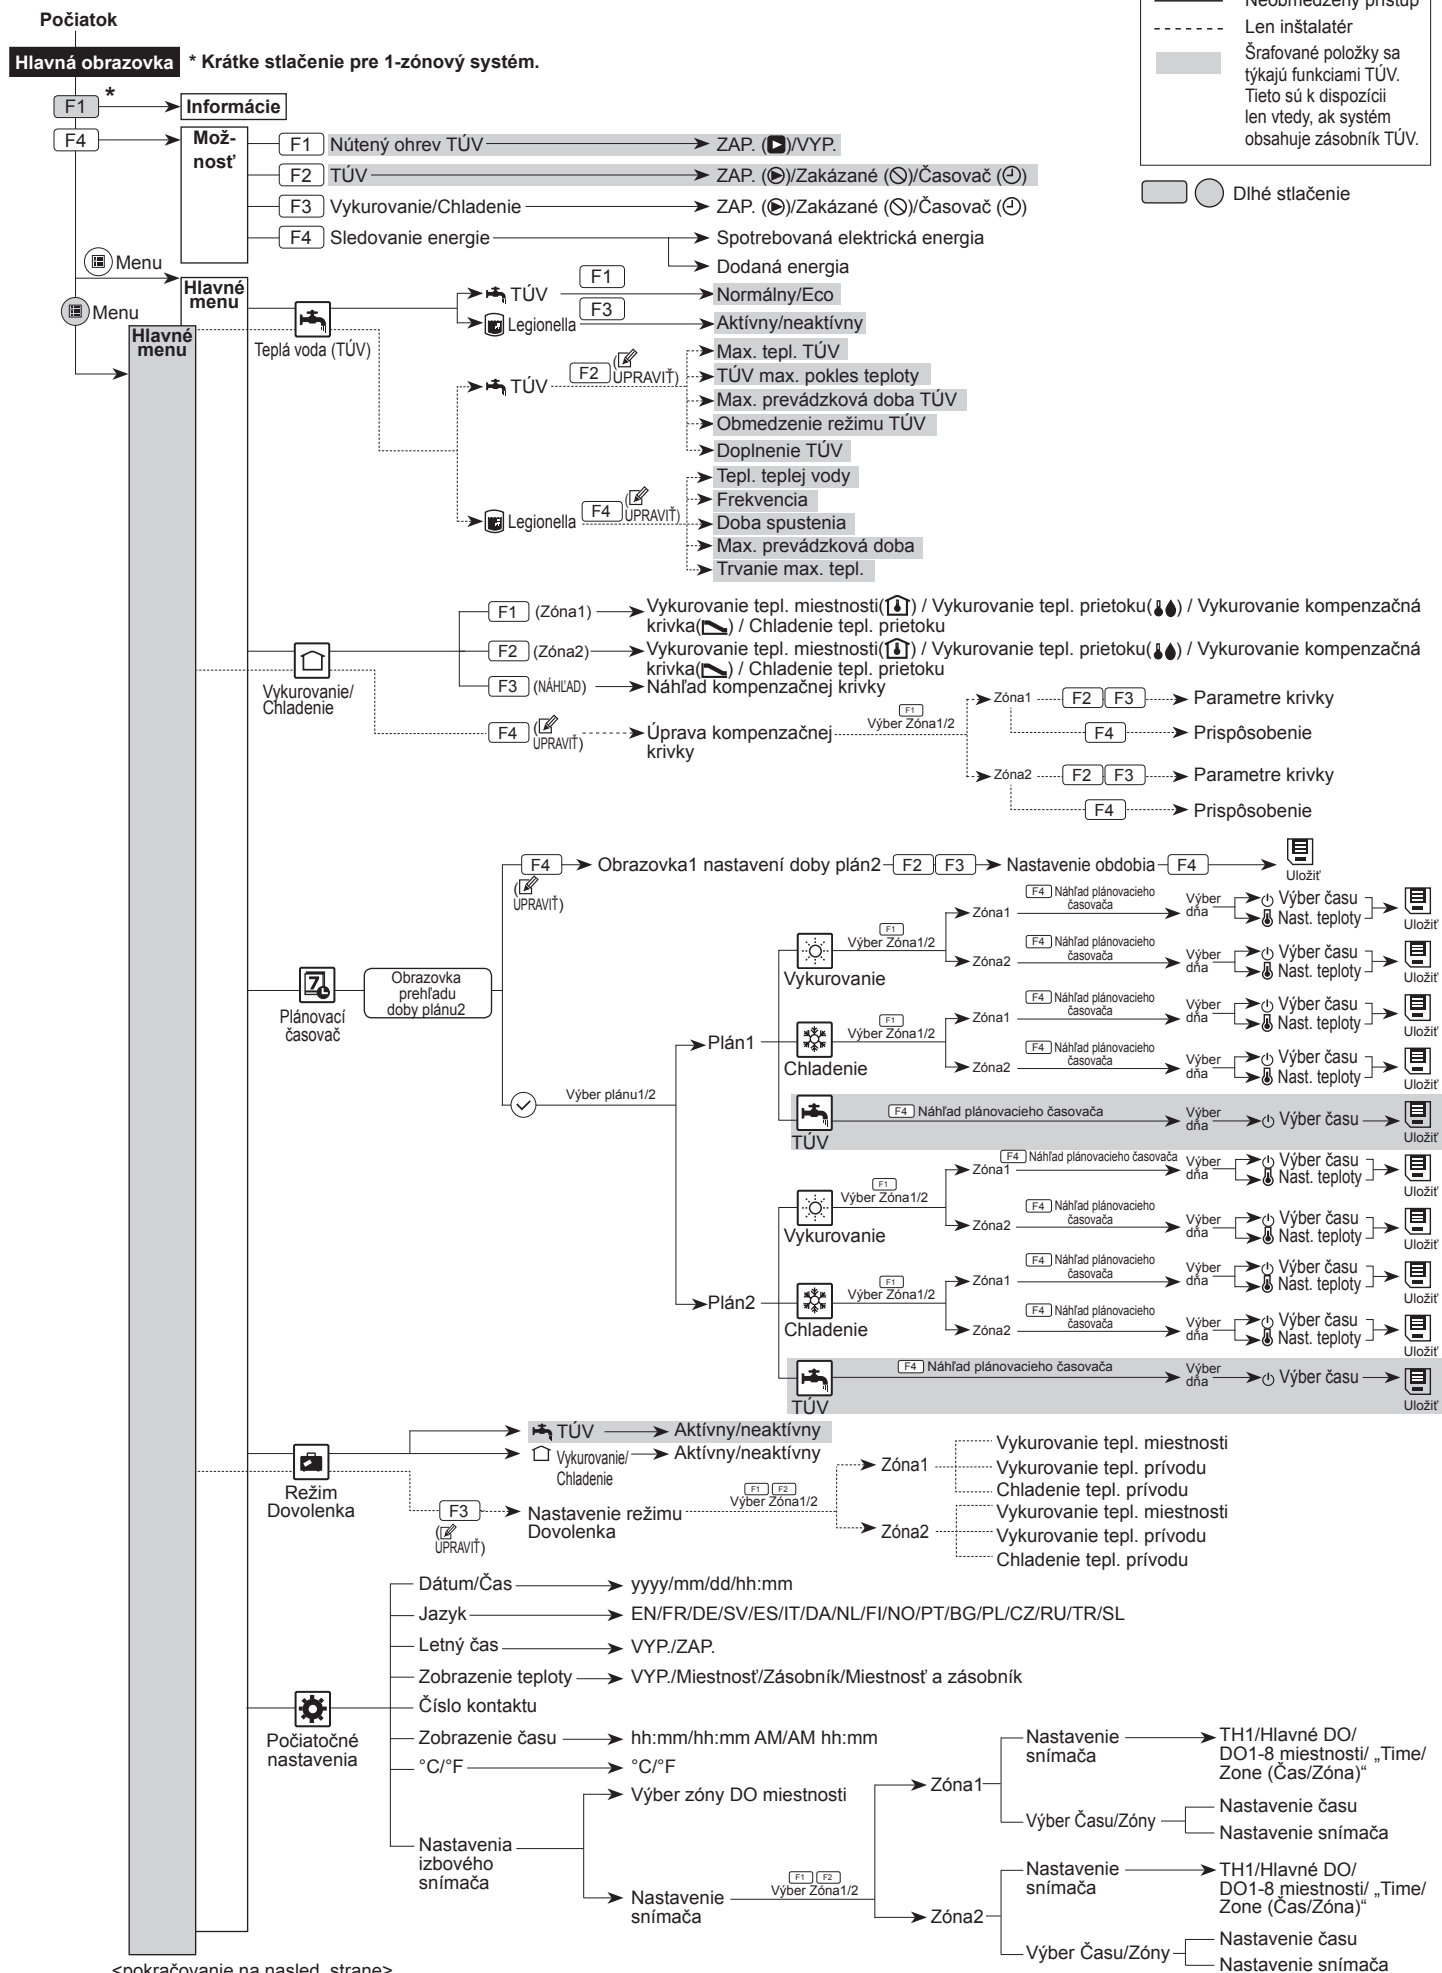 Počiatok
Neobmedzený prístup
Len inštalatér
Šrafované položky sa
týkajú funkciami TÚV.
Tieto sú k dispozícii
len vtedy, ak systém
obsahuje zásobník TÚV.
Dlhé stlačenie
Hlavná obrazovka
* Krátke stlačenie pre 1-zónový systém.
F1 * Informácie
F4 Mož-
nosť
F1 Nútený ohrev TÚV ZAP. ()/VYP.
F2 TÚV ZAP. ()/Zakázané ()/Časovač ()
F3 Vykurovanie/Chladenie ZAP. ()/Zakázané ()/Časovač ()
F4 Sledovanie energie Spotrebovaná elektrická energia
Dodaná energia
Menu
Hlavné
menu
Menu
Hlavné
menu
Teplá voda (TÚV)
TÚV F1 Normálny/Eco
Legionella F3 Aktívny/neaktívny
TÚV F2 (
ÚPRAVIŤ)
Max. tepl. TÚV
TÚV max. pokles teploty
Max. prevádzková doba TÚV
Obmedzenie režimu TÚV
Doplnenie TÚV
Legionella F4 (
ÚPRAVIŤ)
Tepl. teplej vody
Frekvencia
Doba spustenia
Max. prevádzková doba
Trvanie max. tepl.
Vykurovanie/
Chladenie
F1 (Zóna1) Vykurovanie tepl. miestnosti() / Vykurovanie tepl. prietoku() / Vykurovanie kompenzačná
krivka() / Chladenie tepl. prietoku
F2 (Zóna2) Vykurovanie tepl. miestnosti() / Vykurovanie tepl. prietoku() / Vykurovanie kompenzačná
krivka() / Chladenie tepl. prietoku
F3 (NÁHĽAD) Náhľad kompenzačnej krivky
F4 (
ÚPRAVIŤ)
Úprava kompenzačnej
krivky
F1
Výber Zóna1/2
Zóna1 F2 F3 Parametre krivky
F4 Prispôsobenie
Zóna2 F2 F3 Parametre krivky
F4 Prispôsobenie
Plánovací
časovač
Obrazovka
prehľadu
doby plánu2
F4 Obrazovka1 nastavení doby plán2 F2 F3 Nastavenie obdobia F4 Uložiť
(
ÚPRAVIŤ)
Výber plánu1/2
Plán1
Vykurovanie
F1
Výber Zóna1/2
Zóna1 F4 Náhľad plánovacieho
časovača
Výber
dňa
Výber času
Nast. teploty
Uložiť
Zóna2 F4 Náhľad plánovacieho
časovača
Výber
dňa
Výber času
Nast. teploty
Uložiť
Chladenie
F1
Výber Zóna1/2
Zóna1 F4 Náhľad plánovacieho
časovača
Výber
dňa
Výber času
Nast. teploty
Uložiť
Zóna2 F4 Náhľad plánovacieho
časovača
Výber
dňa
Výber času
Nast. teploty
Uložiť
TÚV
F4 Náhľad plánovacieho časovača
Výber
dňa
Výber času
Uložiť
Plán2
Vykurovanie
F1
Výber Zóna1/2
Zóna1 F4 Náhľad plánovacieho časovača
Výber
dňa
Výber času
Nast. teploty
Uložiť
Zóna2 F4 Náhľad plánovacieho
časovača
Výber
dňa
Výber času
Nast. teploty
Uložiť
Chladenie
F1
Výber Zóna1/2
Zóna1 F4 Náhľad plánovacieho
časovača
Výber
dňa
Výber času
Nast. teploty
Uložiť
Zóna2 F4 Náhľad plánovacieho
časovača
Výber
dňa
Výber času
Nast. teploty
Uložiť
TÚV
F4 Náhľad plánovacieho časovača
Výber
dňa
Výber času
Uložiť
Režim
Dovolenka
TÚV Aktívny/neaktívny
Vykurovanie/
Chladenie
Aktívny/neaktívny
F3
(
ÚPRAVIŤ)
Nastavenie režimu
Dovolenka
F1 F2
Výber Zóna1/2
Zóna1
Vykurovanie tepl. miestnosti
Vykurovanie tepl. prívodu
Chladenie tepl. prívodu
Zóna2
Vykurovanie tepl. miestnosti
Vykurovanie tepl. prívodu
Chladenie tepl. prívodu
Počiatočné
nastavenia
Dátum/Čas yyyy/mm/dd/hh:mm
Jazyk EN/FR/DE/SV/ES/IT/DA/NL/FI/NO/PT/BG/PL/CZ/RU/TR/SL
Letný čas VYP./ZAP.
Zobrazenie teploty VYP./Miestnosť/Zásobník/Miestnosť a zásobník
Číslo kontaktu
Zobrazenie času hh:mm/hh:mm AM/AM hh:mm
°C/°F °C/°F
Nastavenia
izbového
snímača
Výber zóny DO miestnosti
Nastavenie
snímača
F1 F2
Výber Zóna1/2
Zóna1
Nastavenie
snímača
TH1/Hlavné DO/
DO1-8 miestnosti/ „Time/
Zone (Čas/Zóna)“
Výber Času/Zóny
Nastavenie času
Nastavenie snímača
Zóna2
Nastavenie
snímača
TH1/Hlavné DO/
DO1-8 miestnosti/ „Time/
Zone (Čas/Zóna)“
Výber Času/Zóny
Nastavenie času
Nastavenie snímača
<pokračovanie na nasled. strane>